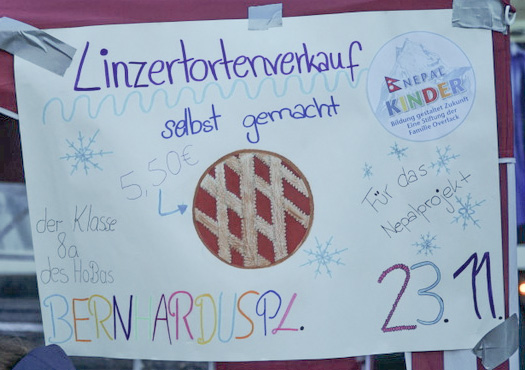 Linzertortenverkauf
selbst gemacht
NEPAL
KINDER
Bildung gestaltet Zukunft
Eine Stiftung der
Familie Overlack
5,50€
Für das
Nepalprojekt
der Klasse
8a
des HoBas
BERNHARDUSPL.
23.11.